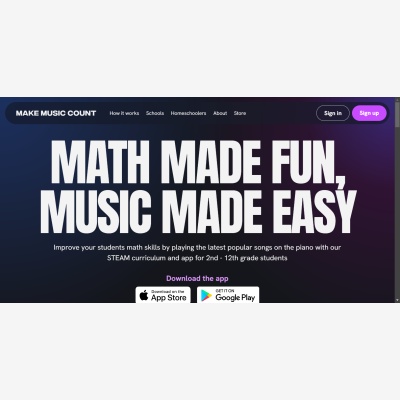 MAKE MUSIC COUNT
How it works
Schools
Homeschoolers
About
Store
Sign in
Sign up
MATH MADE FUN,
MUSIC MADE EASY
Improve your students math skills by playing the latest popular songs on the piano with our
STEAM curriculum and app for 2nd - 12th grade students
Download the app
Download on the
App Store
GET IT ON
Google Play